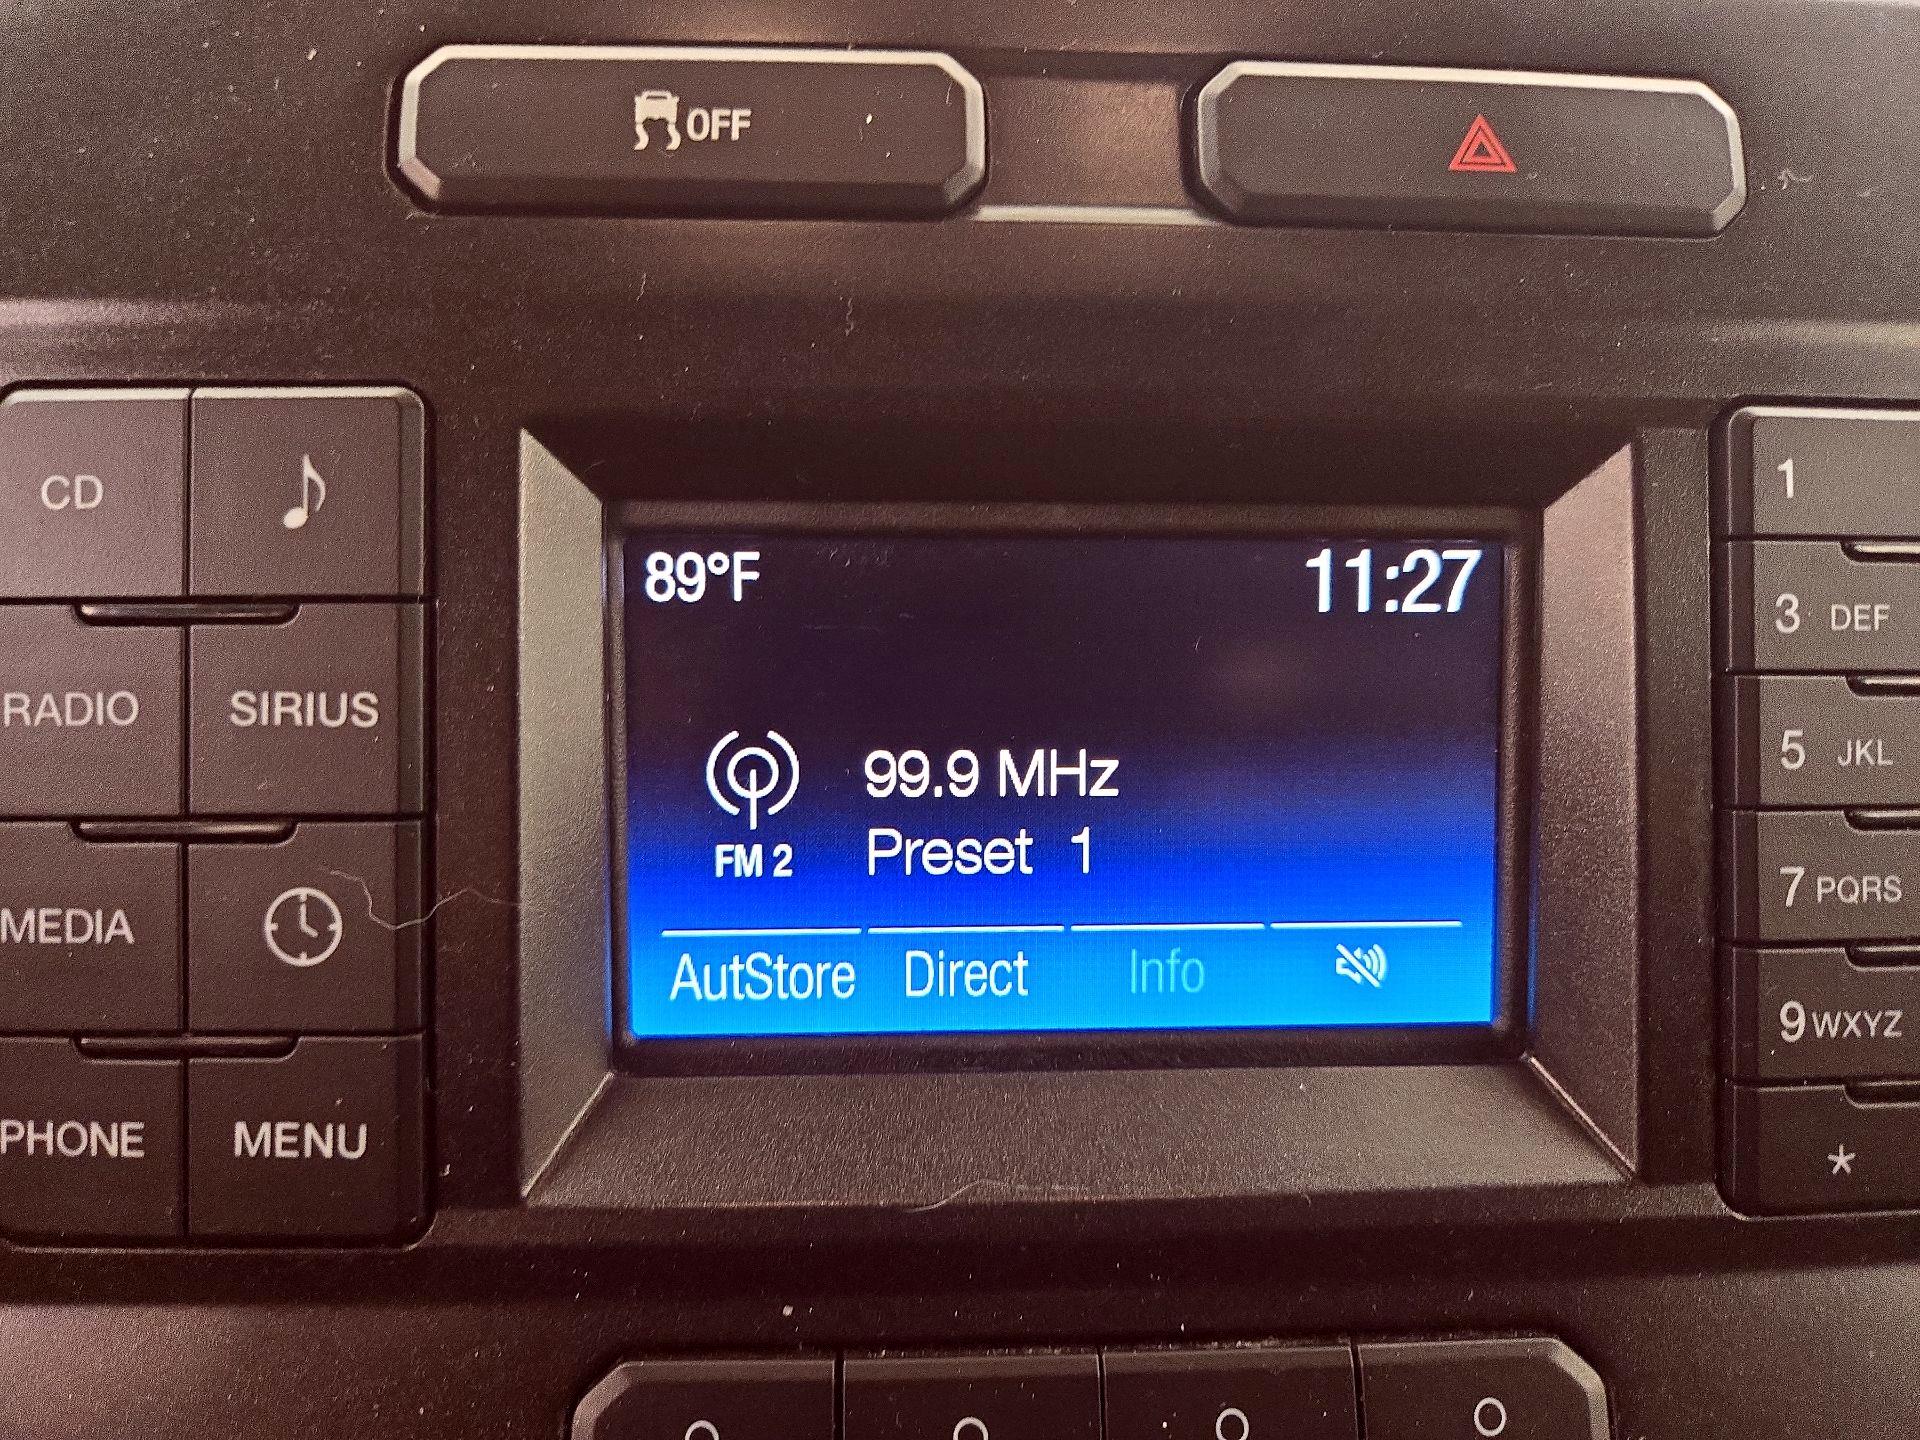 OFF
CD
RADIO
SIRIUS
MEDIA
PHONE
MENU
89°F
11:27
99.9 MHz
FM 2
Preset 1
AutStore
Direct
Info
1
3 DEF
5 JKL
7 PQRS
9 WXYZ
*